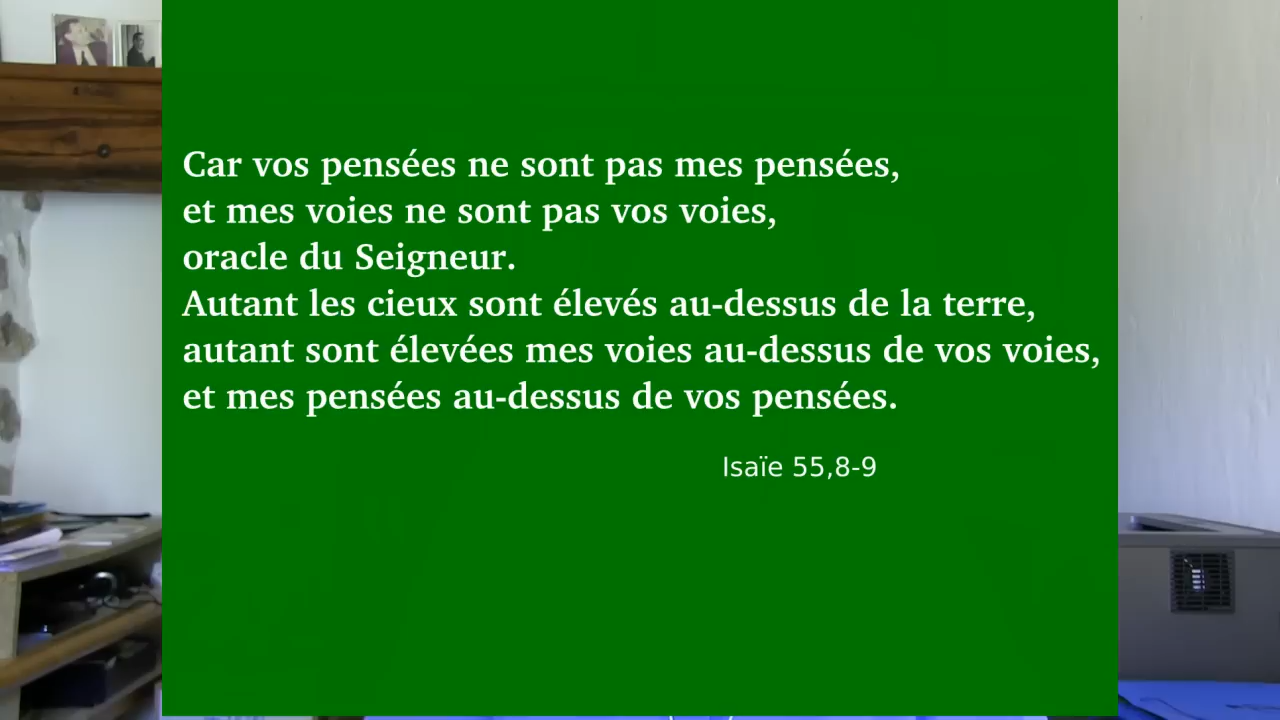 Car vos pensées ne sont pas mes pensées,
et mes voies ne sont pas vos voies,
oracle du Seigneur.
Autant les cieux sont élevés au-dessus de la terre,
autant sont élevées mes voies au-dessus de vos voies,
et mes pensées au-dessus de vos pensées.
Isaïe 55,8-9